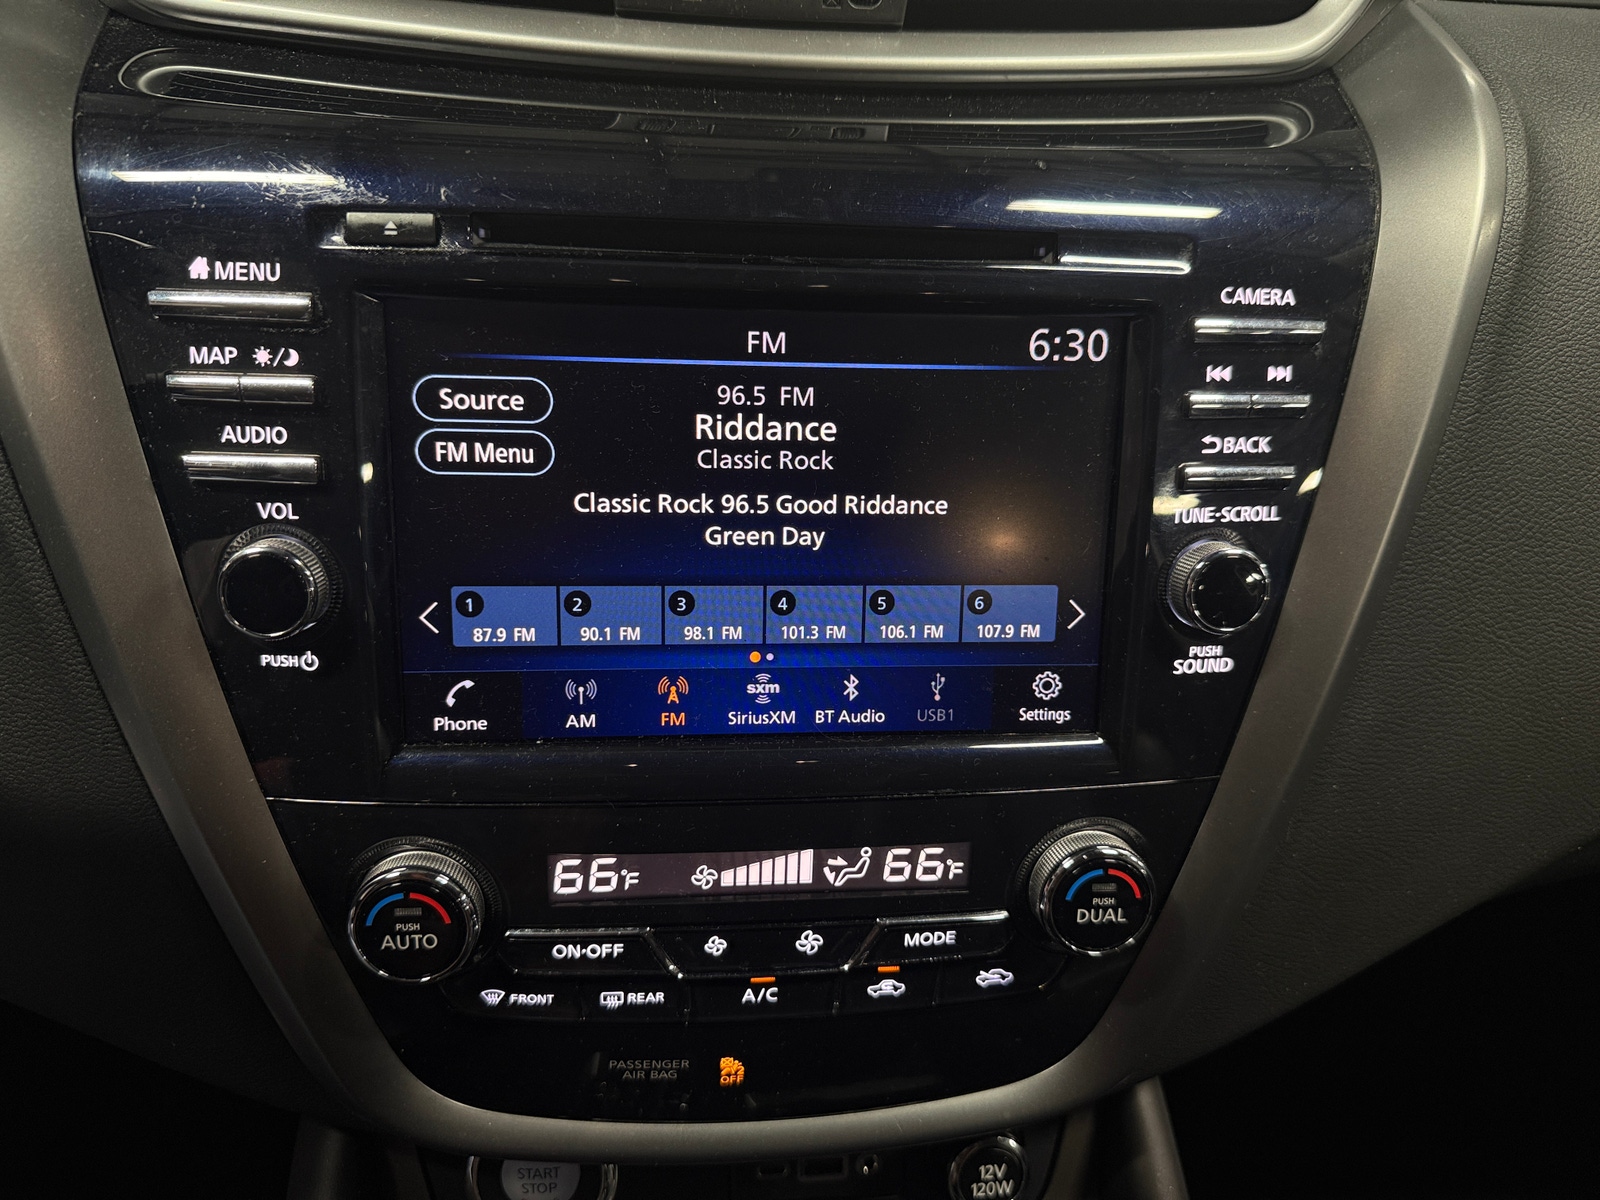 MENU
CAMERA
FM
6:30
MAP
Source
96.5 FM
Riddance
AUDIO
FM Menu
Classic Rock
BACK
VOL
Classic Rock 96.5 Good Riddance
TUNE•SCROLL
Green Day
1
2
3
4
5
6
87.9 FM
90.1 FM
98.1 FM
101.3 FM
106.1 FM
107.9 FM
PUSH
PUSH
SOUND
Phone
AM
FM
sxm
SiriusXM
BT Audio
USB1
Settings
66°F
66°F
PUSH
AUTO
PUSH
DUAL
ON•OFF
MODE
FRONT
REAR
A/C
PASSENGER
AIR BAG
2
OFF
START
STOP
12V
120W